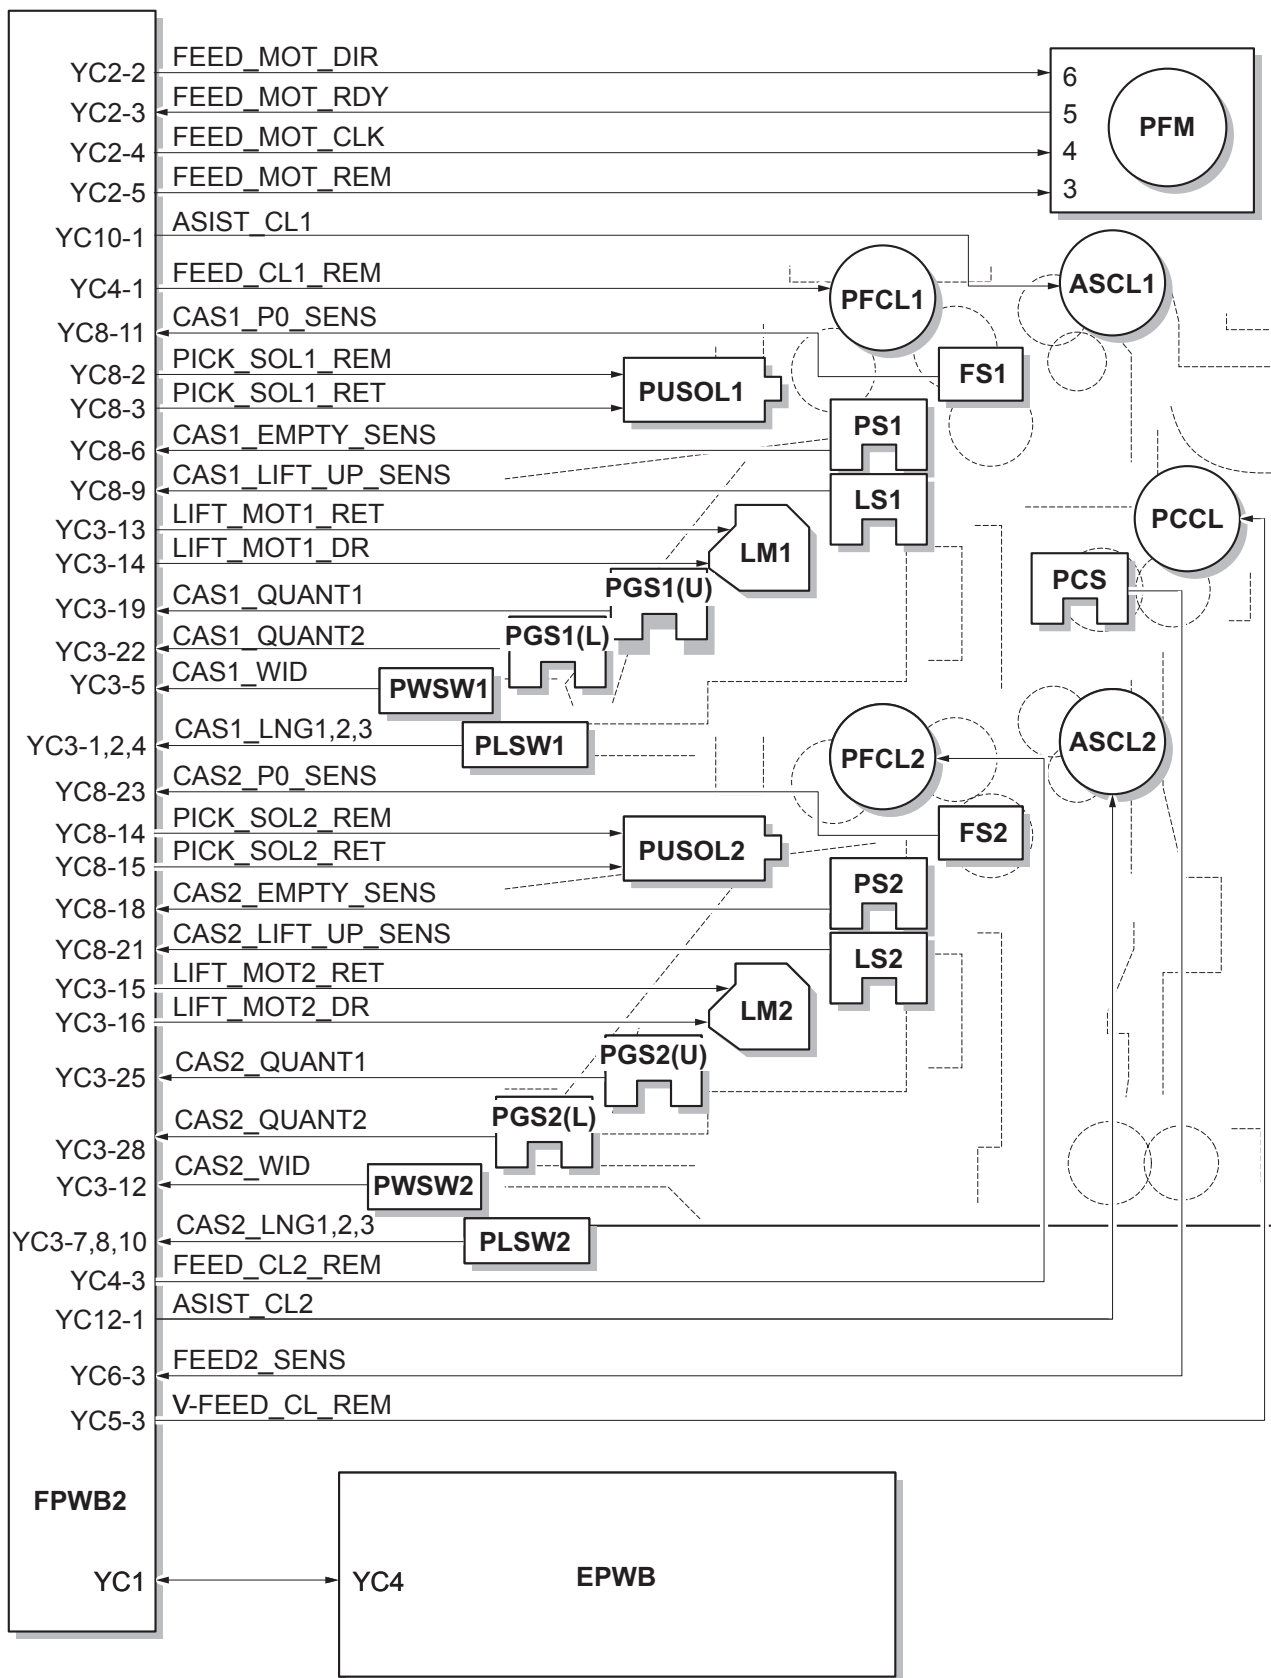 YC2-2 FEED_MOT_DIR
6
YC2-3 FEED_MOT_RDY
5
PFM
YC2-4 FEED_MOT_CLK
4
YC2-5 FEED_MOT_REM
3
YC10-1 ASIST_CL1
ASCL1
YC4-1 FEED_CL1_REM
PFCL1
YC8-11 CAS1_P0_SENS
FS1
YC8-2 PICK_SOL1_REM
PUSOL1
YC8-3 PICK_SOL1_RET
YC8-6 CAS1_EMPTY_SENS
PS1
YC8-9 CAS1_LIFT_UP_SENS
LS1
PCCL
YC3-13 LIFT_MOT1_RET
LM1
YC3-14 LIFT_MOT1_DR
PCS
YC3-19 CAS1_QUANT1
PGS1(U)
YC3-22 CAS1_QUANT2
PGS1(L)
YC3-5 CAS1_WID
PWSW1
YC3-1,2,4 CAS1_LNG1,2,3
PLSW1
PFCL2
ASCL2
YC8-23 CAS2_P0_SENS
FS2
YC8-14 PICK_SOL2_REM
PUSOL2
YC8-15 PICK_SOL2_RET
YC8-18 CAS2_EMPTY_SENS
PS2
YC8-21 CAS2_LIFT_UP_SENS
LS2
YC3-15 LIFT_MOT2_RET
LM2
YC3-16 LIFT_MOT2_DR
YC3-25 CAS2_QUANT1
PGS2(U)
YC3-28 CAS2_QUANT2
PGS2(L)
YC3-12 CAS2_WID
PWSW2
YC3-7,8,10 CAS2_LNG1,2,3
PLSW2
YC4-3 FEED_CL2_REM
YC12-1 ASIST_CL2
YC6-3 FEED2_SENS
YC5-3 V-FEED_CL_REM
FPWB2
YC1
YC4
EPWB